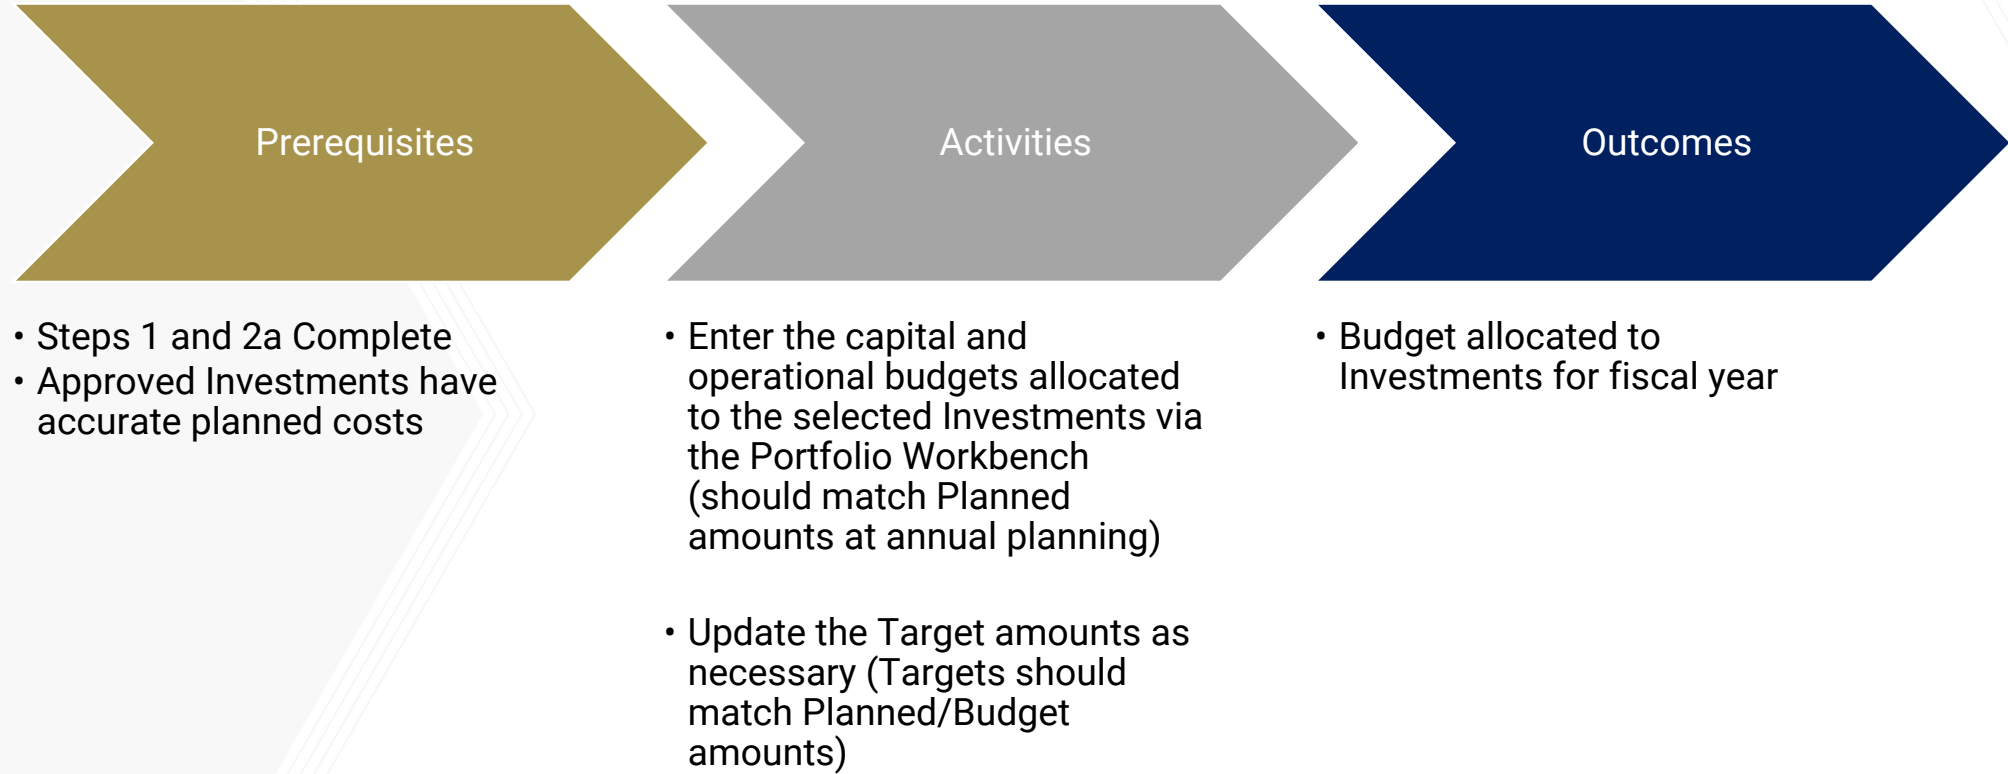 Prerequisites
Activities
Outcomes
• Steps 1 and 2a Complete
• Approved Investments have
accurate planned costs
• Enter the capital and
operational budgets allocated
to the selected Investments via
the Portfolio Workbench
(should match Planned
amounts at annual planning)
• Update the Target amounts as
necessary (Targets should
match Planned/Budget
amounts)
• Budget allocated to
Investments for fiscal year